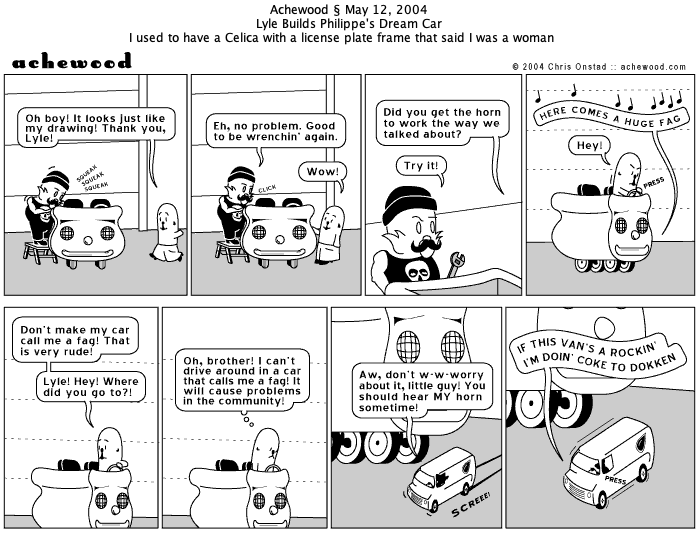 Achewood § May 12, 2004
Lyle Builds Philippe's Dream Car
I used to have a Celica with a license plate frame that said I was a woman
achewood
© 2004 Chris Onstad :: achewood.com
Oh boy! It looks just like
my drawing! Thank you,
Lyle!
SQUEAK
SQUEAK
SQUEAK
Eh, no problem. Good
to be wrenchin' again.
Wow!
CLICK
Did you get the horn
to work the way we
talked about?
Try it!
HERE COMES A HUGE FAG
Hey!
PRESS
Don't make my car
call me a fag! That
is very rude!
Lyle! Hey! Where
did you go to?!
Oh, brother! I can't
drive around in a car
that calls me a fag! It
will cause problems
in the community!
Aw, don't w-w-worry
about it, little guy! You
should hear MY horn
sometime!
SCREEE!
IF THIS VAN'S A ROCKIN'
I'M DOIN' COKE TO DOKKEN
PRESS